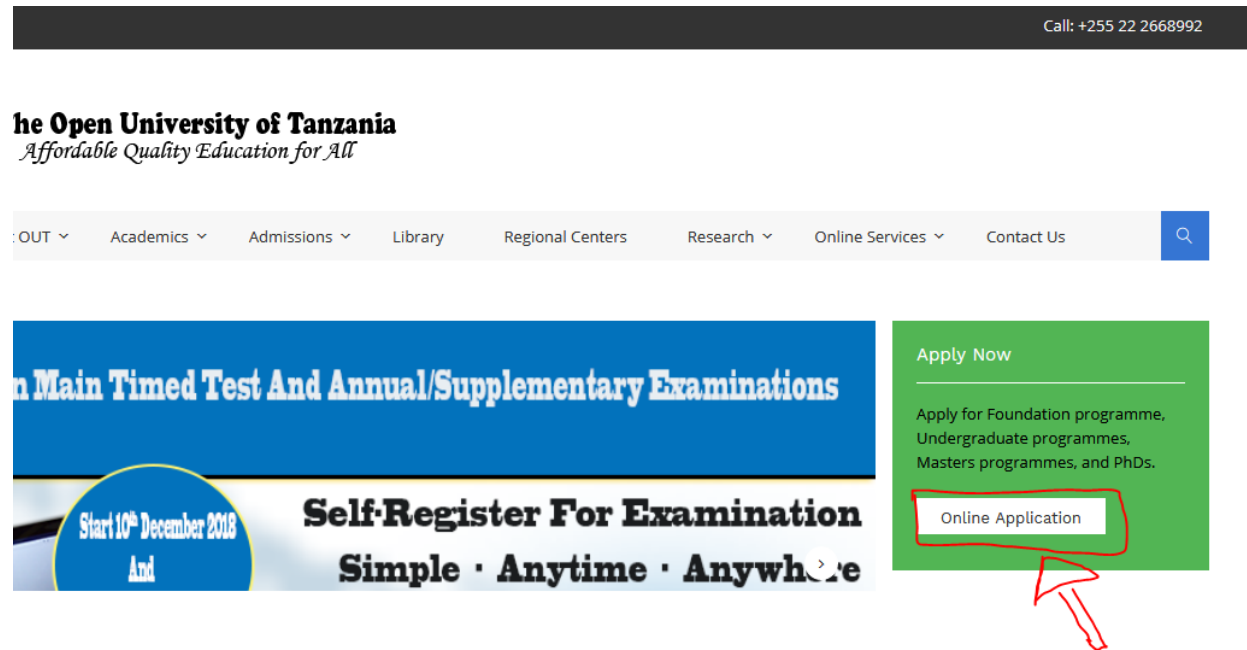 Call: +255 22 2668992
he Open University of Tanzania
Affordable Quality Education for All
OUT Academics Admissions Library Regional Centers Research Online Services Contact Us
n Main Timed Test And Annual/Supplementary Examinations
Start 10th December 2018
And
Self-Register For Examination
Simple · Anytime · Anywhere
Apply Now
Apply for Foundation programme,
Undergraduate programmes,
Masters programmes, and PhDs.
Online Application